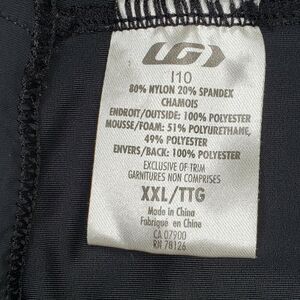 LG
I10
80% NYLON 20% SPANDEX
CHAMOIS
ENDROIT/OUTSIDE: 100% POLYESTER
MOUSSE/FOAM: 51% POLYURETHANE,
49% POLYESTER
ENVERS/BACK: 100% POLYESTER
EXCLUSIVE OF TRIM
GARNITURES NON COMPRISES
XXL/TTG
Made in China
Fabriqué en Chine
CA 07900
RN 78126